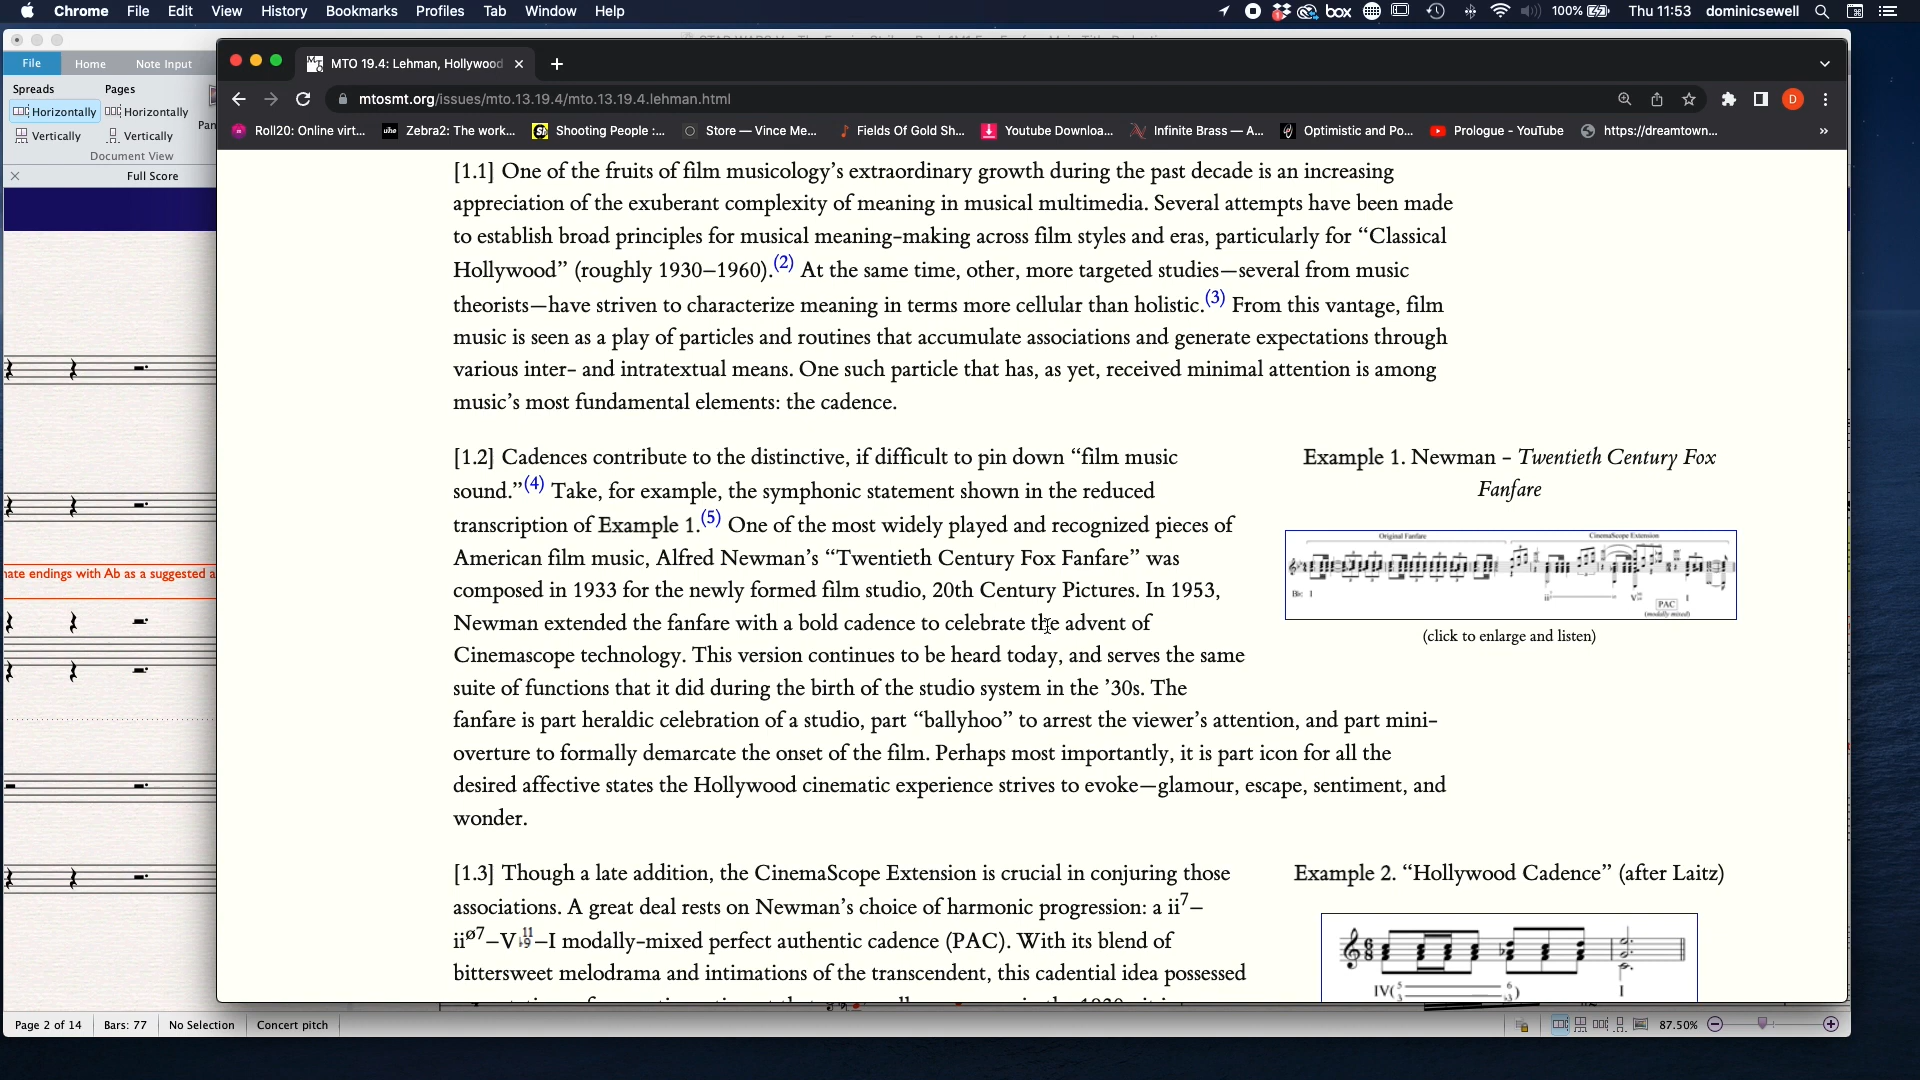 Chrome File Edit View History Bookmarks Profiles Tab Window Help
box 100% Thu 11:53 dominicsewell
File Home Note Input
Spreads Pages
Horizontally Horizontally
Vertically Vertically
Document View
Full Score
MTO 19.4: Lehman, Hollywood
mtosmt.org/issues/mto.13.19.4/mto.13.19.4.lehman.html
Roll20: Online virt... Zebra2: The work... Shooting People :... Store — Vince Me... Fields Of Gold Sh... Youtube Downloa... Infinite Brass — A... Optimistic and Po... Prologue - YouTube https://dreamtown...
[1.1] One of the fruits of film musicology’s extraordinary growth during the past decade is an increasing
appreciation of the exuberant complexity of meaning in musical multimedia. Several attempts have been made
to establish broad principles for musical meaning-making across film styles and eras, particularly for “Classical
Hollywood” (roughly 1930–1960).(2) At the same time, other, more targeted studies—several from music
theorists—have striven to characterize meaning in terms more cellular than holistic.(3) From this vantage, film
music is seen as a play of particles and routines that accumulate associations and generate expectations through
various inter- and intratextual means. One such particle that has, as yet, received minimal attention is among
music’s most fundamental elements: the cadence.
[1.2] Cadences contribute to the distinctive, if difficult to pin down “film music
sound.”(4) Take, for example, the symphonic statement shown in the reduced
transcription of Example 1.(5) One of the most widely played and recognized pieces of
American film music, Alfred Newman’s “Twentieth Century Fox Fanfare” was
composed in 1933 for the newly formed film studio, 20th Century Pictures. In 1953,
Newman extended the fanfare with a bold cadence to celebrate the advent of
Cinemascope technology. This version continues to be heard today, and serves the same
suite of functions that it did during the birth of the studio system in the ’30s. The
fanfare is part heraldic celebration of a studio, part “ballyhoo” to arrest the viewer’s attention, and part mini-
overture to formally demarcate the onset of the film. Perhaps most importantly, it is part icon for all the
desired affective states the Hollywood cinematic experience strives to evoke—glamour, escape, sentiment, and
wonder.
Example 1. Newman – Twentieth Century Fox
Fanfare
Original Fanfare CinemaScope Extension
PAC
(modally-mixed)
(click to enlarge and listen)
[1.3] Though a late addition, the CinemaScope Extension is crucial in conjuring those
associations. A great deal rests on Newman’s choice of harmonic progression: a ii7–
iiø7–V11♭9–I modally-mixed perfect authentic cadence (PAC). With its blend of
bittersweet melodrama and intimations of the transcendent, this cadential idea possessed
Example 2. “Hollywood Cadence” (after Laitz)
IV(5 3 6 ♭3) I
endings with Ab as a suggested
Page 2 of 14 Bars: 77 No Selection Concert pitch 87.50%